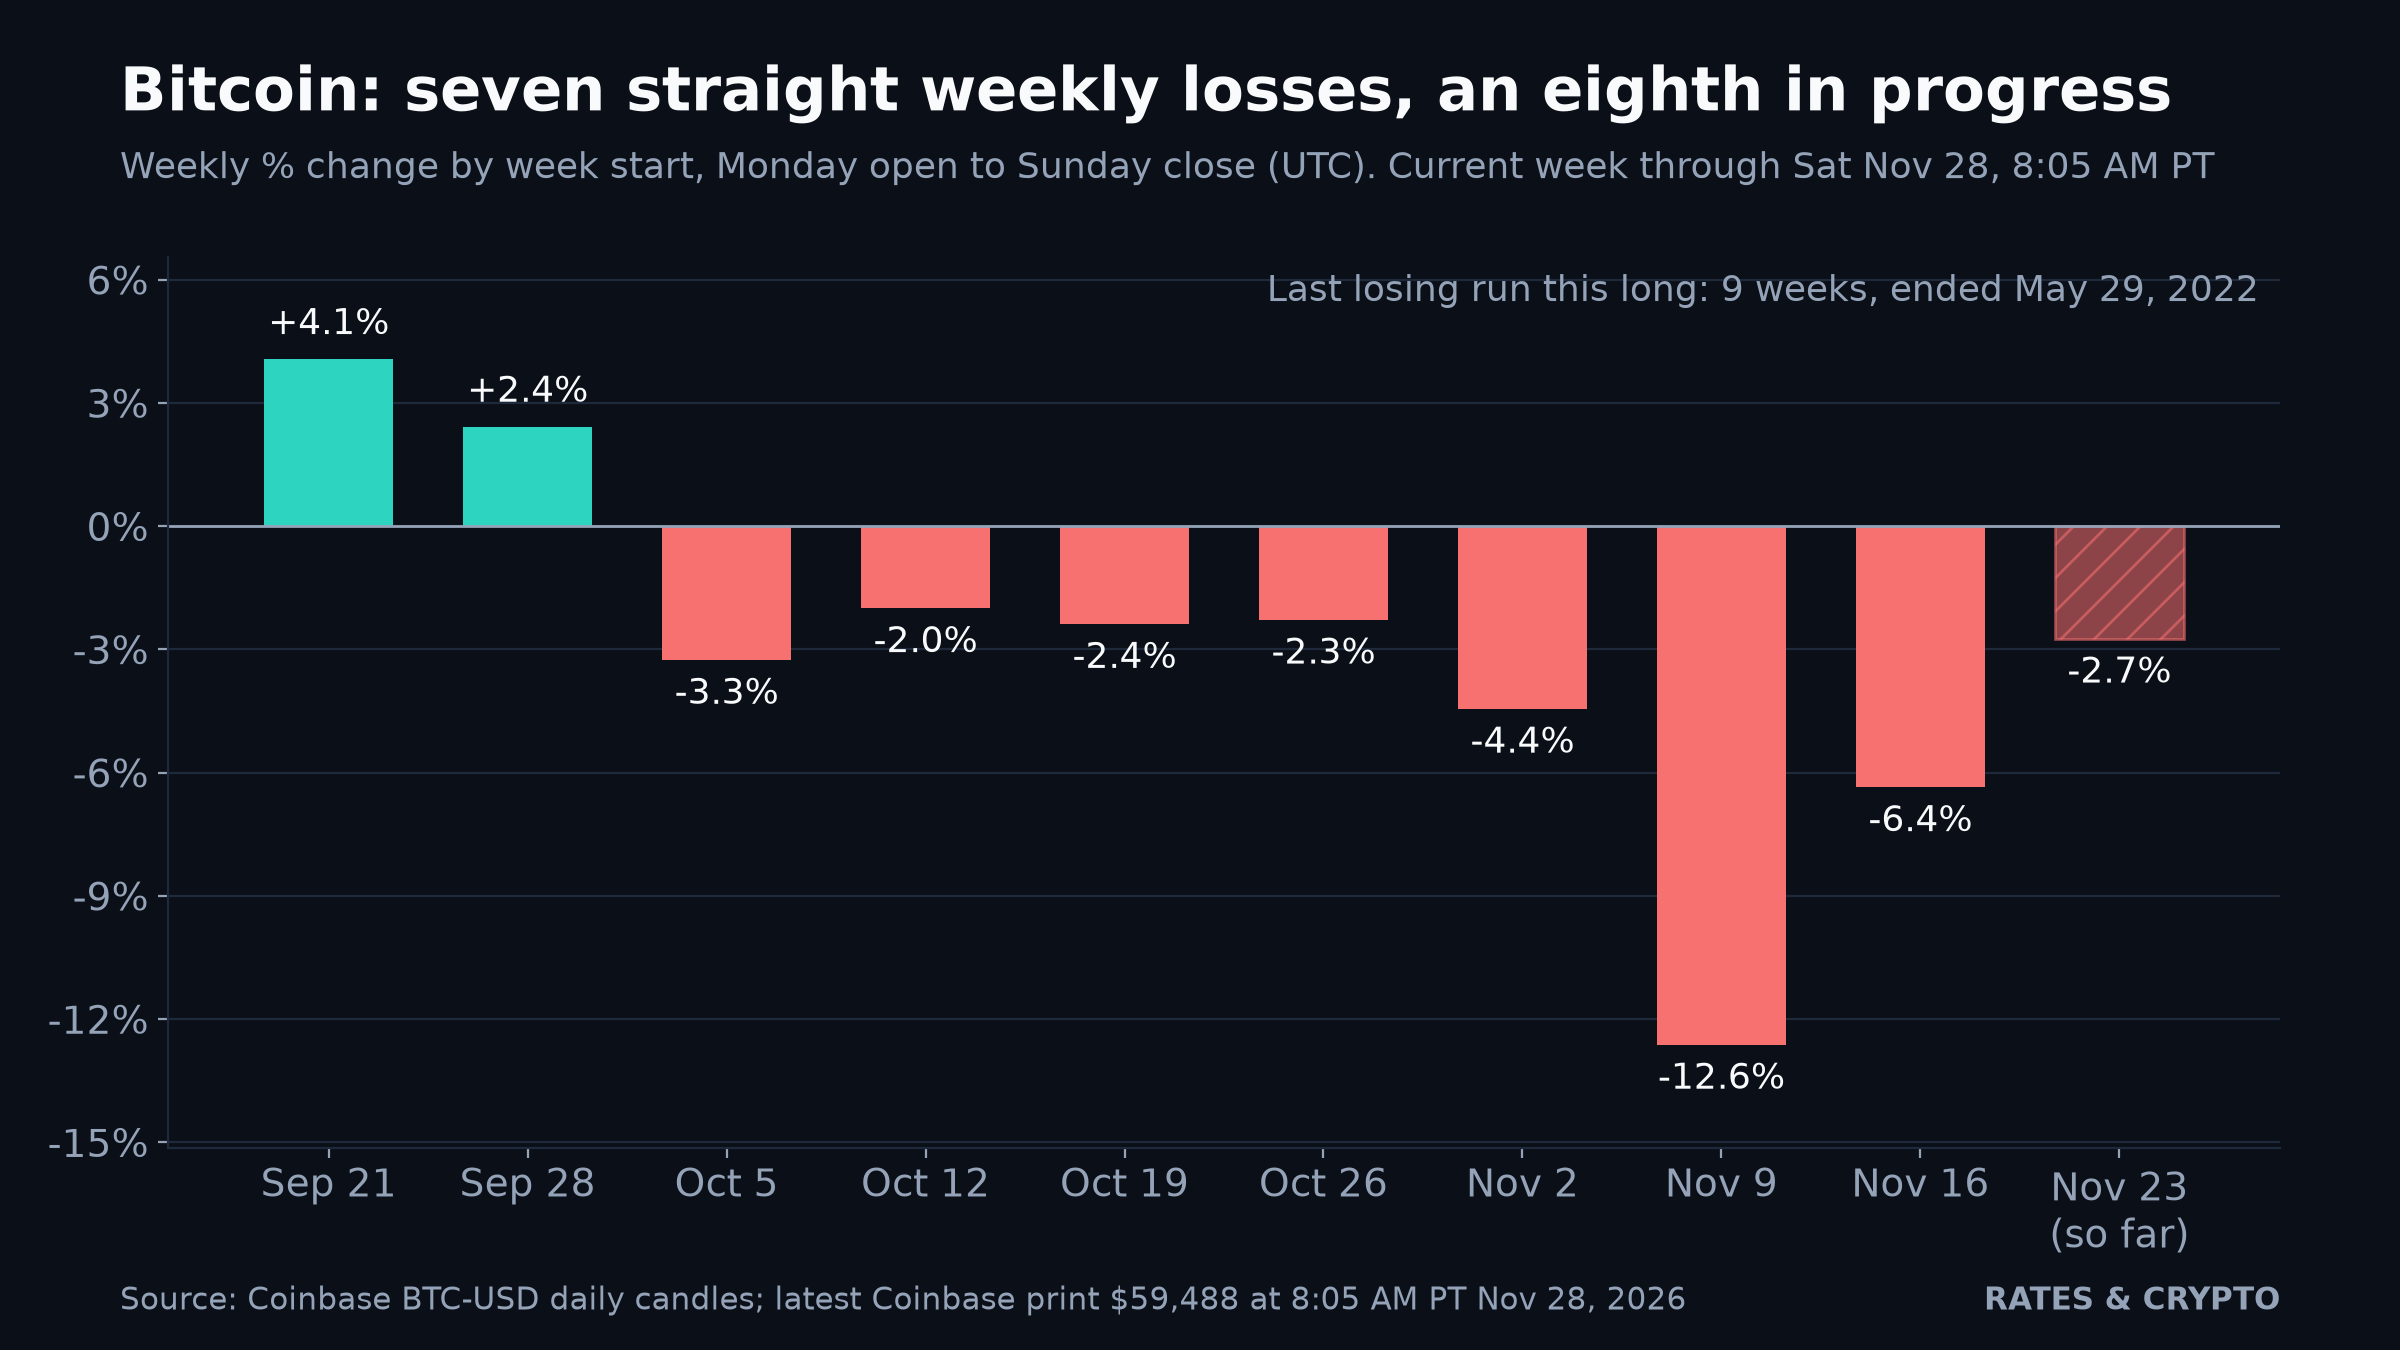 Bitcoin: seven straight weekly losses, an eighth in progress
Weekly % change by week start, Monday open to Sunday close (UTC). Current week through Sat Nov 28, 8:05 AM PT
Last losing run this long: 9 weeks, ended May 29, 2022
6%
3%
0%
-3%
-6%
-9%
-12%
-15%
+4.1%
+2.4%
-3.3%
-2.0%
-2.4%
-2.3%
-4.4%
-12.6%
-6.4%
-2.7%
Sep 21
Sep 28
Oct 5
Oct 12
Oct 19
Oct 26
Nov 2
Nov 9
Nov 16
Nov 23
(so far)
Source: Coinbase BTC-USD daily candles; latest Coinbase print $59,488 at 8:05 AM PT Nov 28, 2026
RATES & CRYPTO